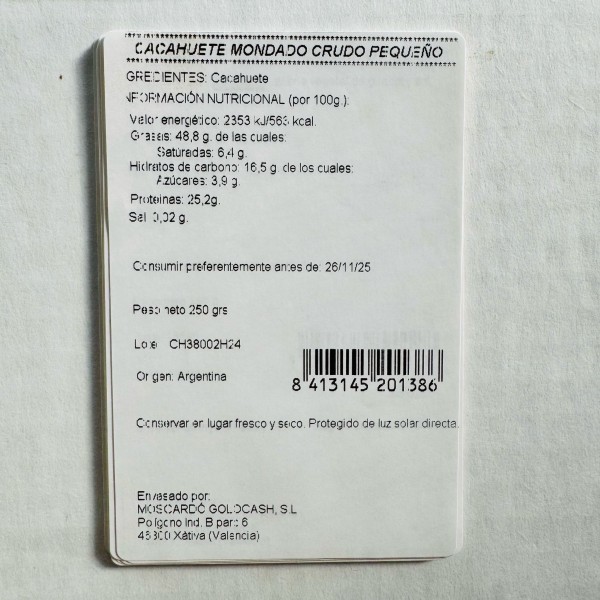 CACAHUETE MONDADO CRUDO PEQUEÑO
GREDIENTES: Cacahuete
NFORMACIÓN NUTRICIONAL (por 100g.):
Valor energético: 2353 kJ/563 kcal.
Grasas: 48,8 g. de las cuales:
Saturadas: 6,4 g.
Hidratos de carbono: 16,5 g. de los cuales:
Azúcares: 3,9 g.
Proteinas: 25,2g.
Sal: 0,02 g.
Consumir preferentemente antes de: 26/11/25
Peso neto 250 grs
Lote: CH38002H24
Origen: Argentina
8 413145 201386
Conservar en lugar fresco y seco. Protegido de luz solar directa.
Envasado por:
MOSCARDÓ GOLOCASH, S.L
Polígono Ind. B parc: 6
46800 Xátiva (Valencia)